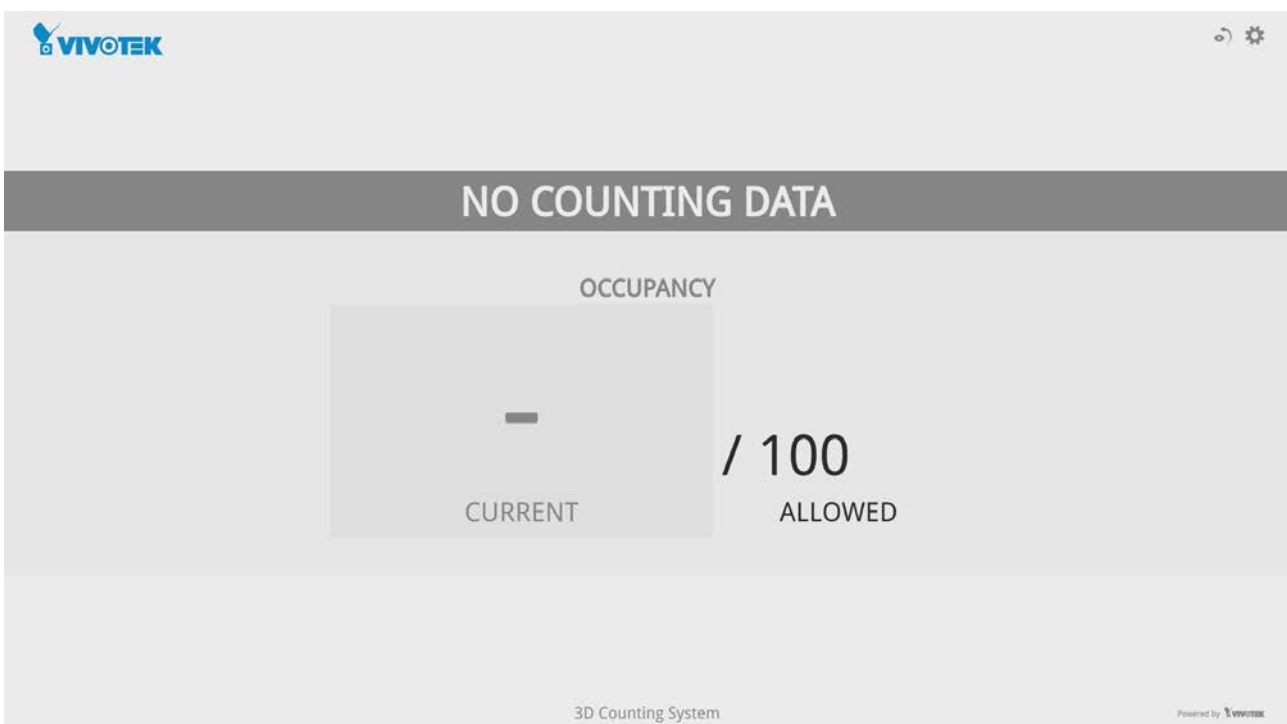 VIVOTEK
NO COUNTING DATA
OCCUPANCY
-
/ 100
CURRENT
ALLOWED
3D Counting System
Powered by VIVOTEK